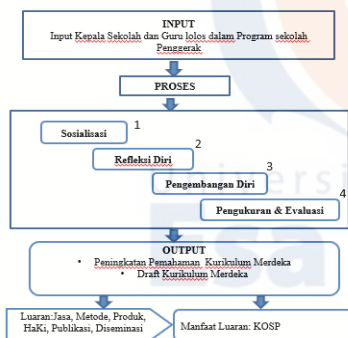 INPUT
Input Kepala Sekolah dan Guru lolos dalam Program sekolah
Penggerak
PROSES
Sosialisasi
1
Refleksi Diri
2
Pengembangan Diri
3
Pengukuran & Evaluasi
4
Univers
Esa
OUTPUT
• Peningkatan Pemahaman Kurikulum Merdeka
• Draft Kurikulum Merdeka
Luaran:Jasa, Metode, Produk,
HaKi, Publikasi, Diseminasi
Manfaat Luaran: KOSP